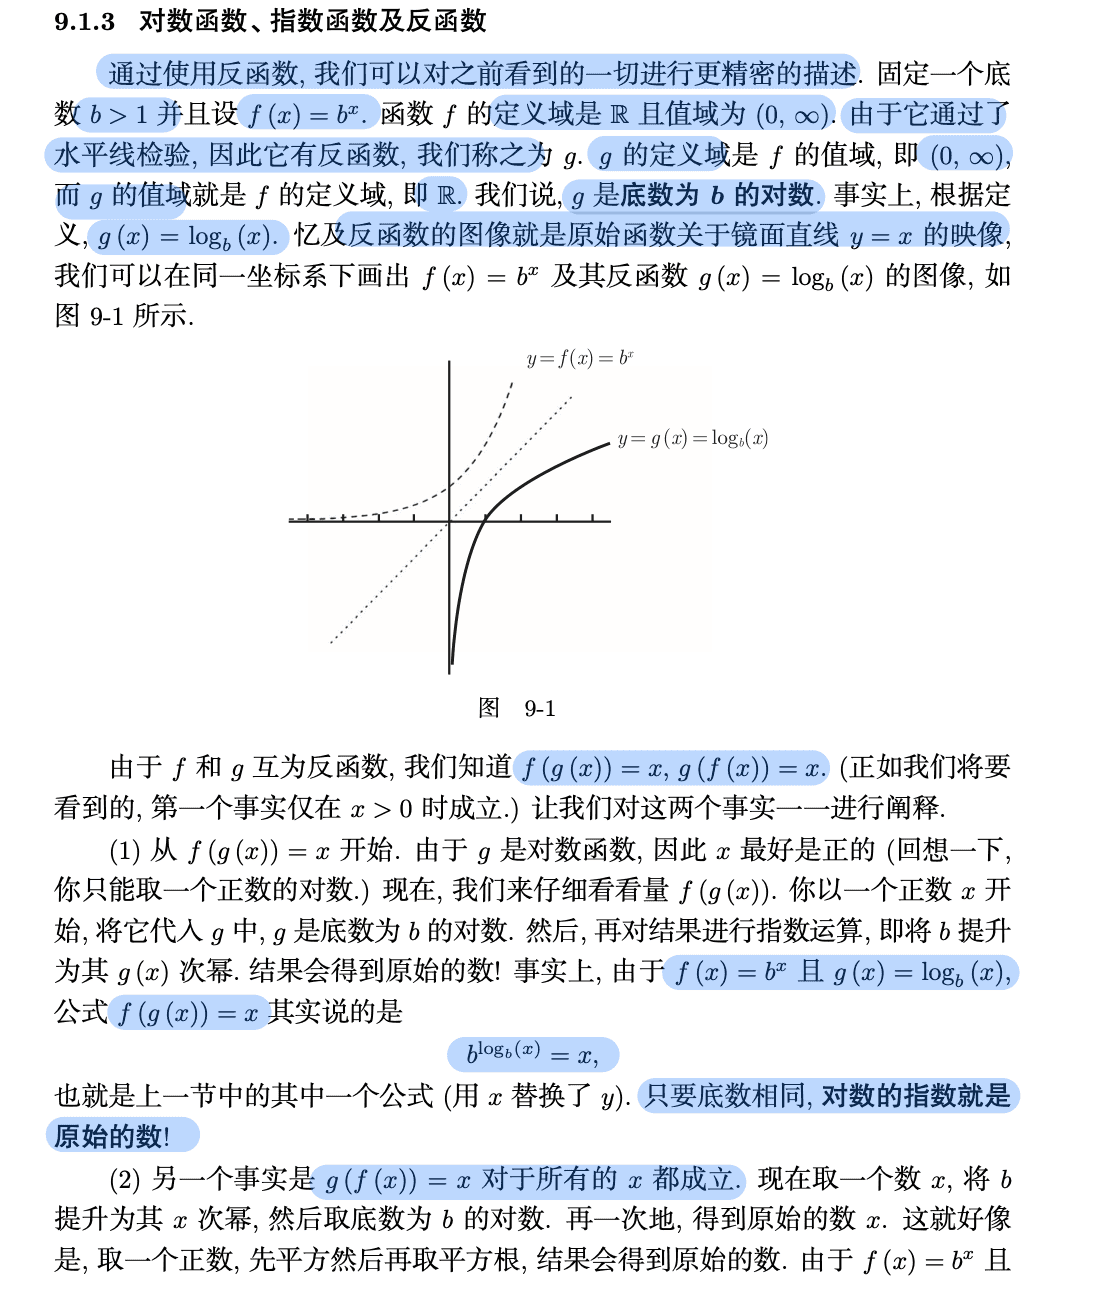 9.1.3 对数函数、指数函数及反函数
通过使用反函数, 我们可以对之前看到的一切进行更精密的描述. 固定一个底
数 b > 1 并且设 f (x) = bˣ. 函数 f 的定义域是 ℝ 且值域为 (0, ∞). 由于它通过了
水平线检验, 因此它有反函数, 我们称之为 g. g 的定义域是 f 的值域, 即 (0, ∞),
而 g 的值域就是 f 的定义域, 即 ℝ. 我们说, g 是底数为 b 的对数. 事实上, 根据定
义, g (x) = log_b (x). 忆及反函数的图像就是原始函数关于镜面直线 y = x 的映像,
我们可以在同一坐标系下画出 f (x) = bˣ 及其反函数 g (x) = log_b (x) 的图像, 如
图 9-1 所示.
y = f(x) = bˣ
y = g (x) = log_b(x)
图 9-1
由于 f 和 g 互为反函数, 我们知道 f (g (x)) = x, g (f (x)) = x. (正如我们将要
看到的, 第一个事实仅在 x > 0 时成立.) 让我们对这两个事实一一进行阐释.
(1) 从 f (g (x)) = x 开始. 由于 g 是对数函数, 因此 x 最好是正的 (回想一下,
你只能取一个正数的对数.) 现在, 我们来仔细看看量 f (g (x)). 你以一个正数 x 开
始, 将它代入 g 中, g 是底数为 b 的对数. 然后, 再对结果进行指数运算, 即将 b 提升
为其 g (x) 次幂. 结果会得到原始的数! 事实上, 由于 f (x) = bˣ 且 g (x) = log_b (x),
公式 f (g (x)) = x 其实说的是
b^{log_b(x)} = x,
也就是上一节中的其中一个公式 (用 x 替换了 y). 只要底数相同, 对数的指数就是
原始的数!
(2) 另一个事实是 g (f (x)) = x 对于所有的 x 都成立. 现在取一个数 x, 将 b
提升为其 x 次幂, 然后取底数为 b 的对数. 再一次地, 得到原始的数 x. 这就好像
是, 取一个正数, 先平方然后再取平方根, 结果会得到原始的数. 由于 f (x) = bˣ 且